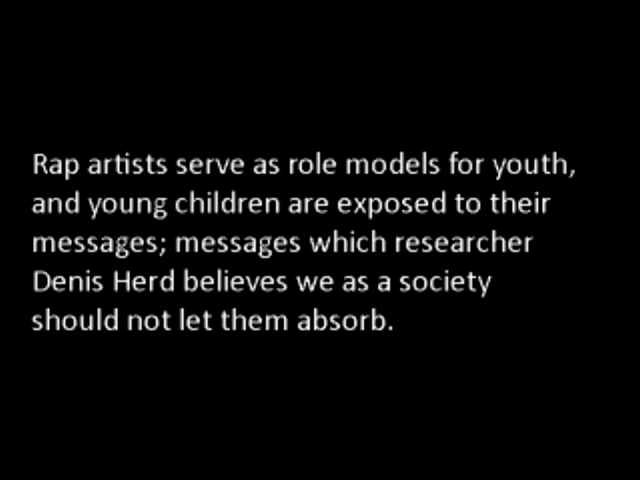 Rap artists serve as role models for youth,
and young children are exposed to their
messages; messages which researcher
Denis Herd believes we as a society
should not let them absorb.